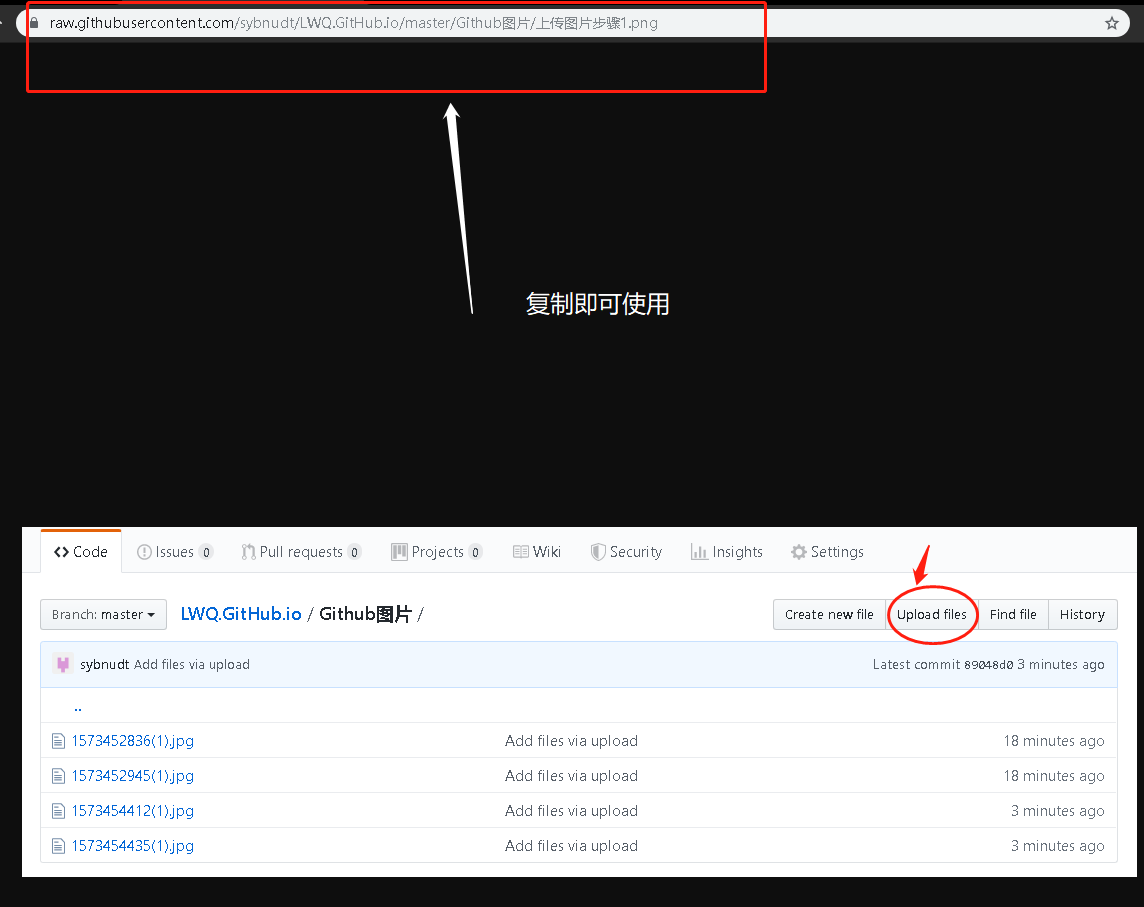 raw.githubusercontent.com/sybnudt/LWQ.GitHub.io/master/Github图片/上传图片步骤1.png
复制即可使用
Code Issues 0 Pull requests 0 Projects 0 Wiki Security Insights Settings
Branch: master LWQ.GitHub.io / Github图片 / Create new file Upload files Find file History
sybnudt Add files via upload Latest commit 89048d0 3 minutes ago
..
1573452836(1).jpg Add files via upload 18 minutes ago
1573452945(1).jpg Add files via upload 18 minutes ago
1573454412(1).jpg Add files via upload 3 minutes ago
1573454435(1).jpg Add files via upload 3 minutes ago